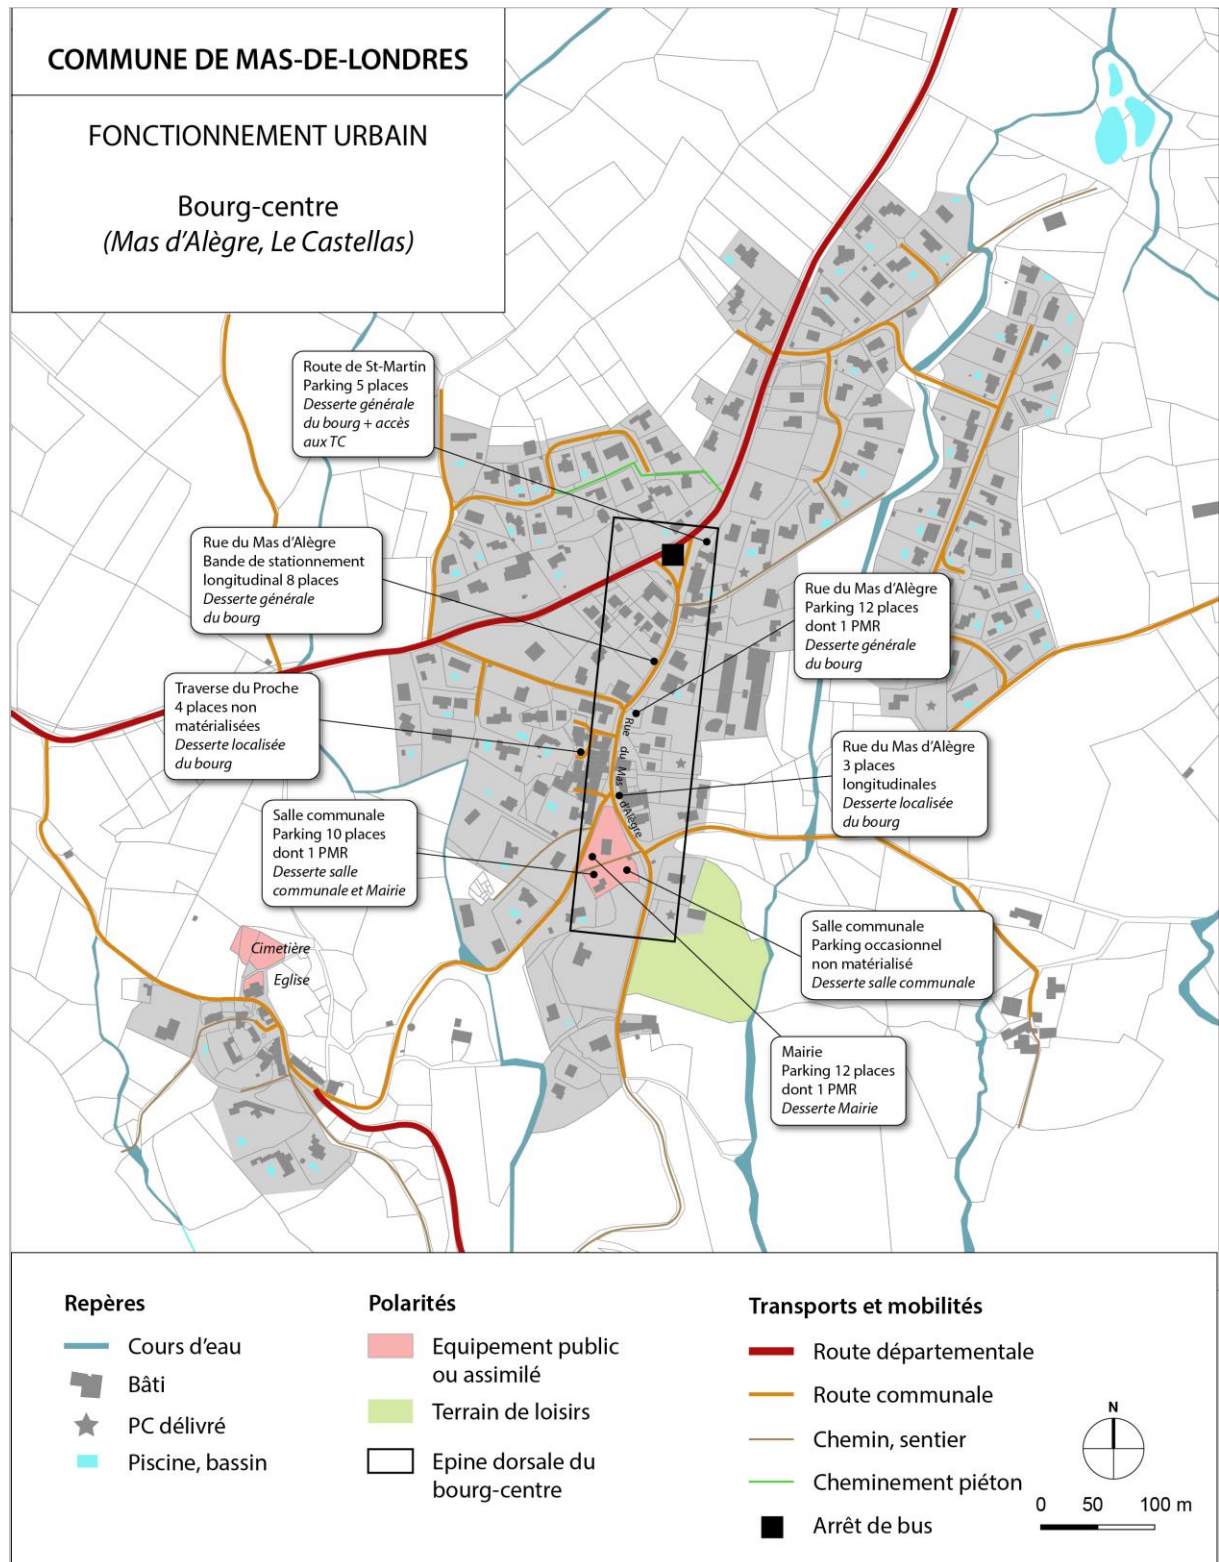 COMMUNE DE MAS-DE-LONDRES
FONCTIONNEMENT URBAIN
Bourg-centre
(Mas d'Alègre, Le Castellas)
Route de St-Martin
Parking 5 places
Desserte générale
du bourg + accès
aux TC
Rue du Mas d'Alègre
Bande de stationnement
longitudinal 8 places
Desserte générale
du bourg
Rue du Mas d'Alègre
Parking 12 places
dont 1 PMR
Desserte générale
du bourg
Traverse du Proche
4 places non
matérialisées
Desserte localisée
du bourg
Rue du Mas d'Alègre
Rue du Mas d'Alègre
3 places
longitudinales
Desserte localisée
du bourg
Salle communale
Parking 10 places
dont 1 PMR
Desserte salle
communale et Mairie
Salle communale
Parking occasionnel
non matérialisé
Desserte salle communale
Cimetière
Eglise
Mairie
Parking 12 places
dont 1 PMR
Desserte Mairie
Repères
Cours d'eau
Bâti
PC délivré
Piscine, bassin
Polarités
Equipement public
ou assimilé
Terrain de loisirs
Epine dorsale du
bourg-centre
Transports et mobilités
Route départementale
Route communale
Chemin, sentier
Cheminement piéton
Arrêt de bus
N
0 50 100 m